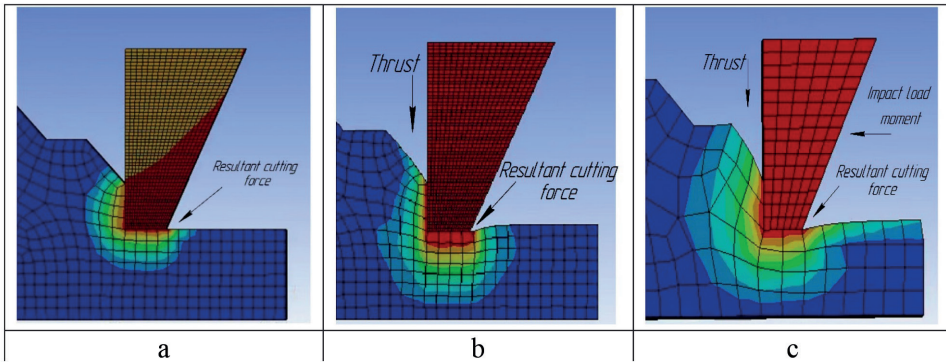 Resultant cutting
force
a
Thrust
Resultant cutting
force
b
Thrust
Impact load
moment
Resultant cutting
force
c